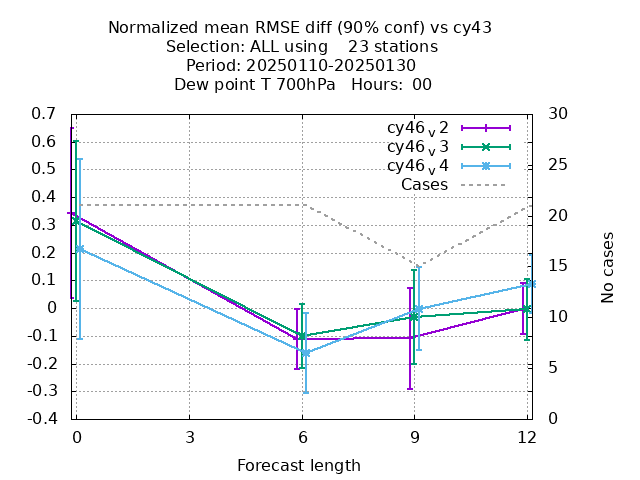 Normalized mean RMSE diff (90% conf) vs cy43
Selection: ALL using    23 stations
Period: 20250110-20250130
Dew point T 700hPa   Hours:  00
0.7
0.6
0.5
0.4
0.3
0.2
0.1
0
-0.1
-0.2
-0.3
-0.4
30
25
20
15
10
5
0
cy46v2
cy46v3
cy46v4
Cases
No cases
0 3 6 9 12
Forecast length